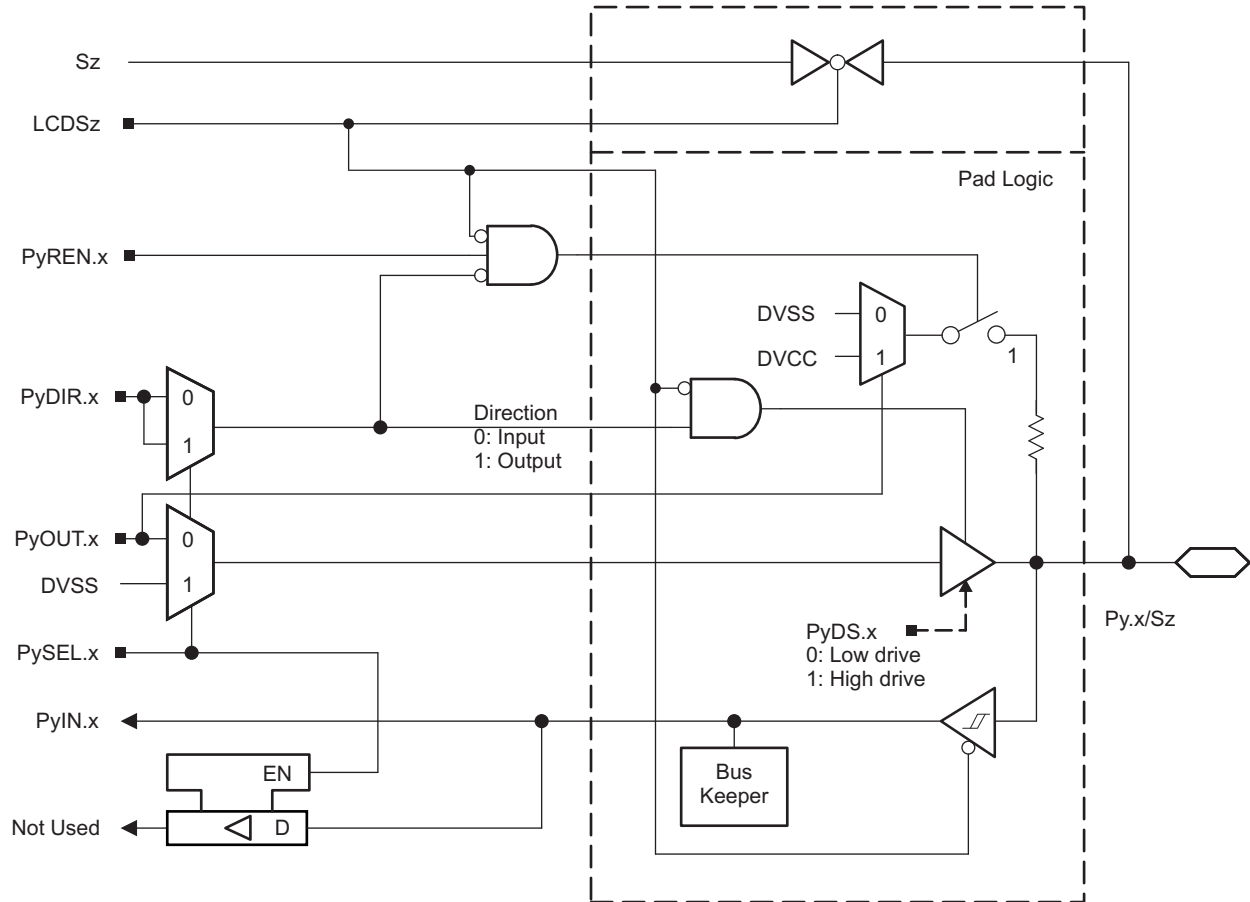 Sz
LCDSz
Pad Logic
PyREN.x
DVSS
0
DVCC
1
1
PyDIR.x
0
1
Direction
0: Input
1: Output
PyOUT.x
0
DVSS
1
PySEL.x
PyDS.x
0: Low drive
1: High drive
Py.x/Sz
PyIN.x
EN
Bus
Keeper
Not Used
D